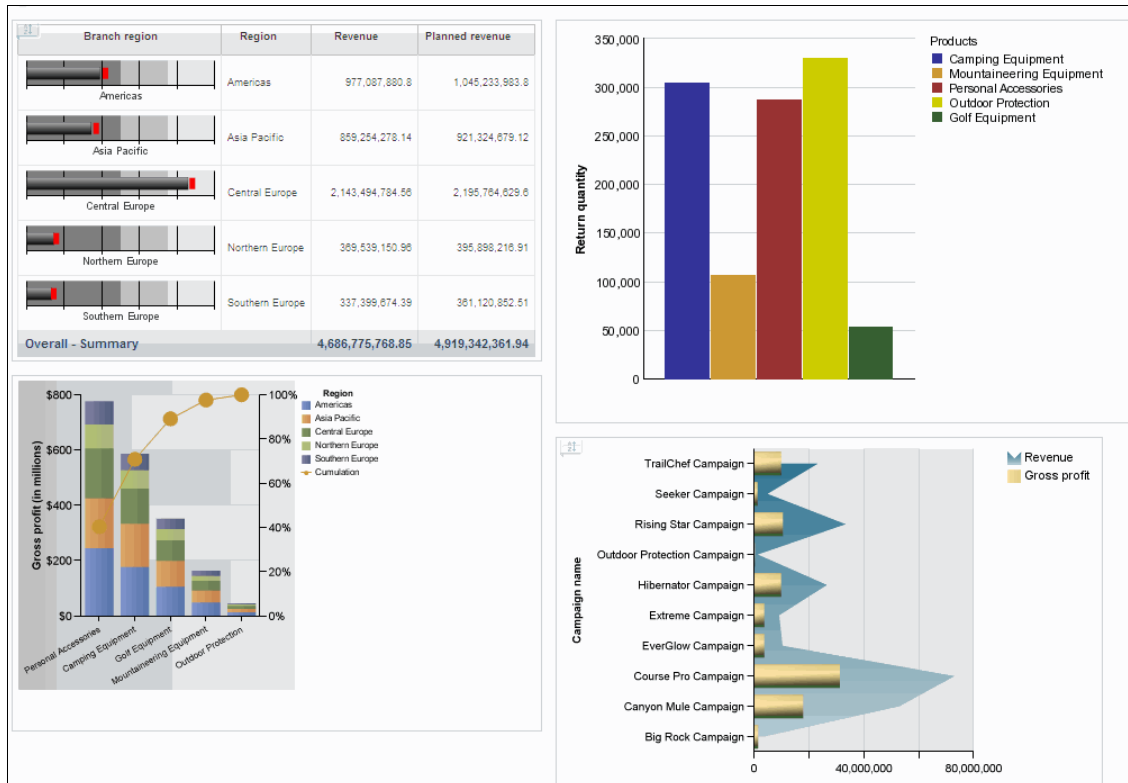 Branch region Region Revenue Planned revenue
Americas
Americas 977,087,880.8 1,045,233,983.8
Asia Pacific
Asia Pacific 859,254,278.14 921,324,679.12
Central Europe
Central Europe 2,143,494,784.56 2,195,764,629.6
Northern Europe
Northern Europe 369,539,150.96 395,898,216.91
Southern Europe
Southern Europe 337,399,674.39 361,120,852.51
Overall - Summary 4,686,775,768.85 4,919,342,361.94
350,000
300,000
250,000
200,000
150,000
100,000
50,000
0
Return quantity
Products
Camping Equipment
Mountaineering Equipment
Personal Accessories
Outdoor Protection
Golf Equipment
$800
$600
$400
$200
$0
Gross profit (in millions)
100%
80%
60%
40%
20%
0%
Personal Accessories
Camping Equipment
Golf Equipment
Mountaineering Equipment
Outdoor Protection
Region
Americas
Asia Pacific
Central Europe
Northern Europe
Southern Europe
Cumulation
Campaign name
TrailChef Campaign
Seeker Campaign
Rising Star Campaign
Outdoor Protection Campaign
Hibernator Campaign
Extreme Campaign
EverGlow Campaign
Course Pro Campaign
Canyon Mule Campaign
Big Rock Campaign
0 40,000,000 80,000,000
Revenue
Gross profit